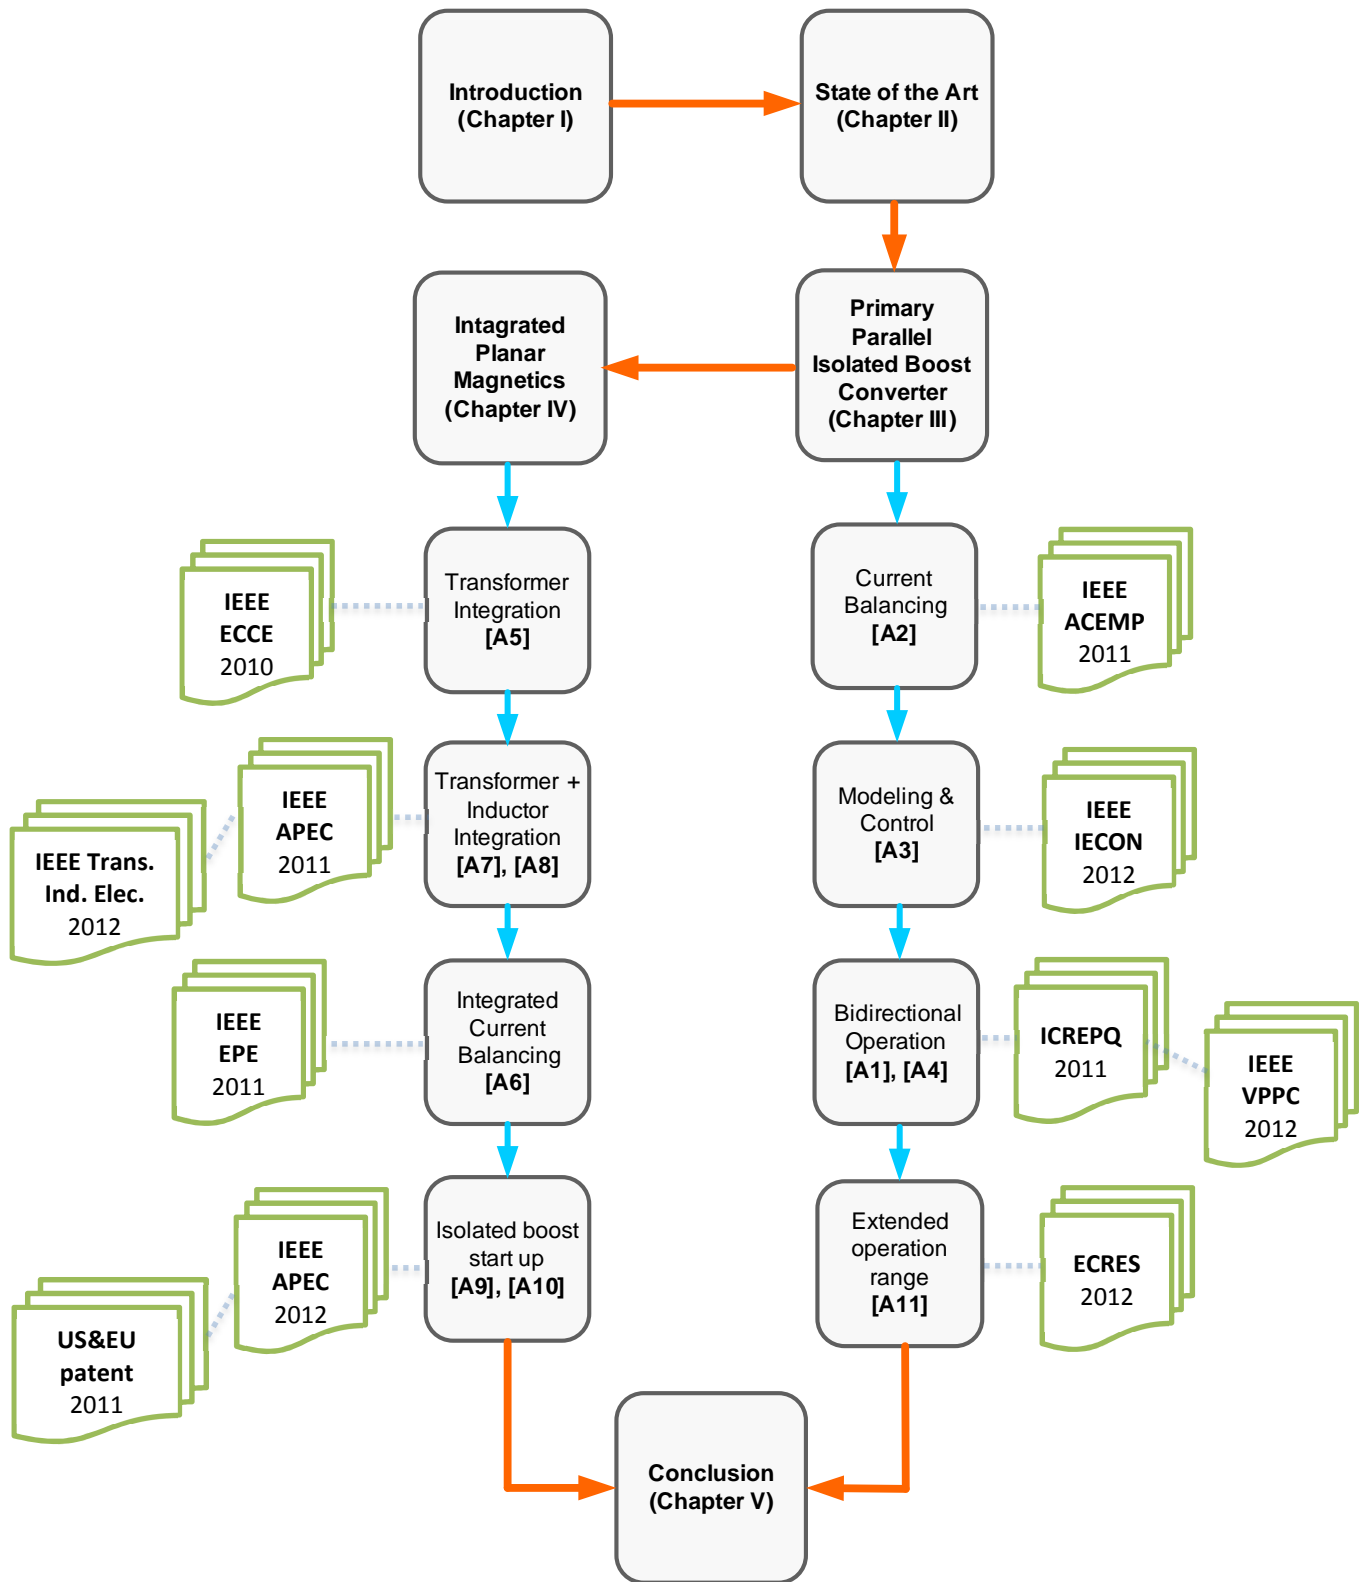 Introduction
(Chapter I)
State of the Art
(Chapter II)
Primary
Parallel
Isolated Boost
Converter
(Chapter III)
Intagrated
Planar
Magnetics
(Chapter IV)
IEEE
ECCE
2010
Transformer
Integration
[A5]
Current
Balancing
[A2]
IEEE
ACEMP
2011
IEEE Trans.
Ind. Elec.
2012
IEEE
APEC
2011
Transformer +
Inductor
Integration
[A7], [A8]
Modeling &
Control
[A3]
IEEE
IECON
2012
IEEE
EPE
2011
Integrated
Current
Balancing
[A6]
Bidirectional
Operation
[A1], [A4]
ICREPQ
2011
IEEE
VPPC
2012
US&EU
patent
2011
IEEE
APEC
2012
Isolated boost
start up
[A9], [A10]
Extended
operation
range
[A11]
ECRES
2012
Conclusion
(Chapter V)